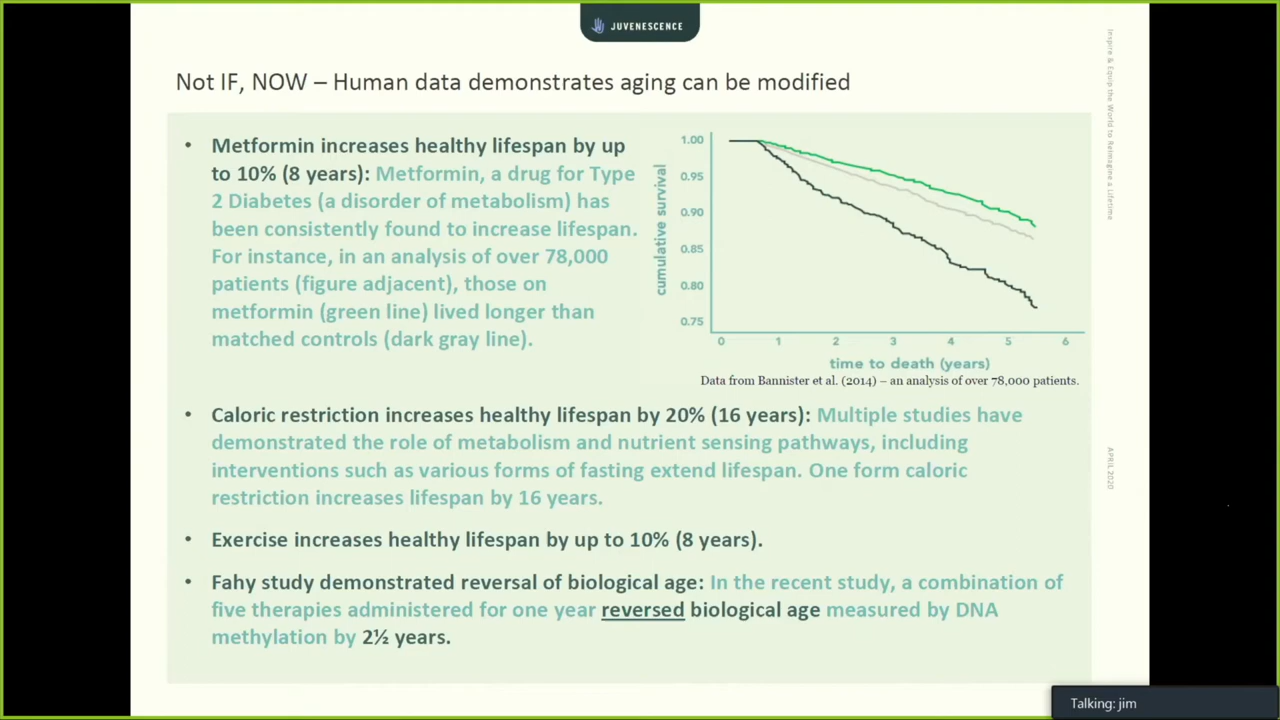 JUVENESCENCE
Not IF, NOW – Human data demonstrates aging can be modified
• Metformin increases healthy lifespan by up
to 10% (8 years): Metformin, a drug for Type
2 Diabetes (a disorder of metabolism) has
been consistently found to increase lifespan.
For instance, in an analysis of over 78,000
patients (figure adjacent), those on
metformin (green line) lived longer than
matched controls (dark gray line).
cumulative survival
1.00
0.95
0.90
0.85
0.80
0.75
0 1 2 3 4 5 6
time to death (years)
Data from Bannister et al. (2014) – an analysis of over 78,000 patients.
• Caloric restriction increases healthy lifespan by 20% (16 years): Multiple studies have
demonstrated the role of metabolism and nutrient sensing pathways, including
interventions such as various forms of fasting extend lifespan. One form caloric
restriction increases lifespan by 16 years.
• Exercise increases healthy lifespan by up to 10% (8 years).
• Fahy study demonstrated reversal of biological age: In the recent study, a combination of
five therapies administered for one year reversed biological age measured by DNA
methylation by 2½ years.
Inspire & Equip the World to Reimagine a Lifetime
APRIL 2020
Talking: jim